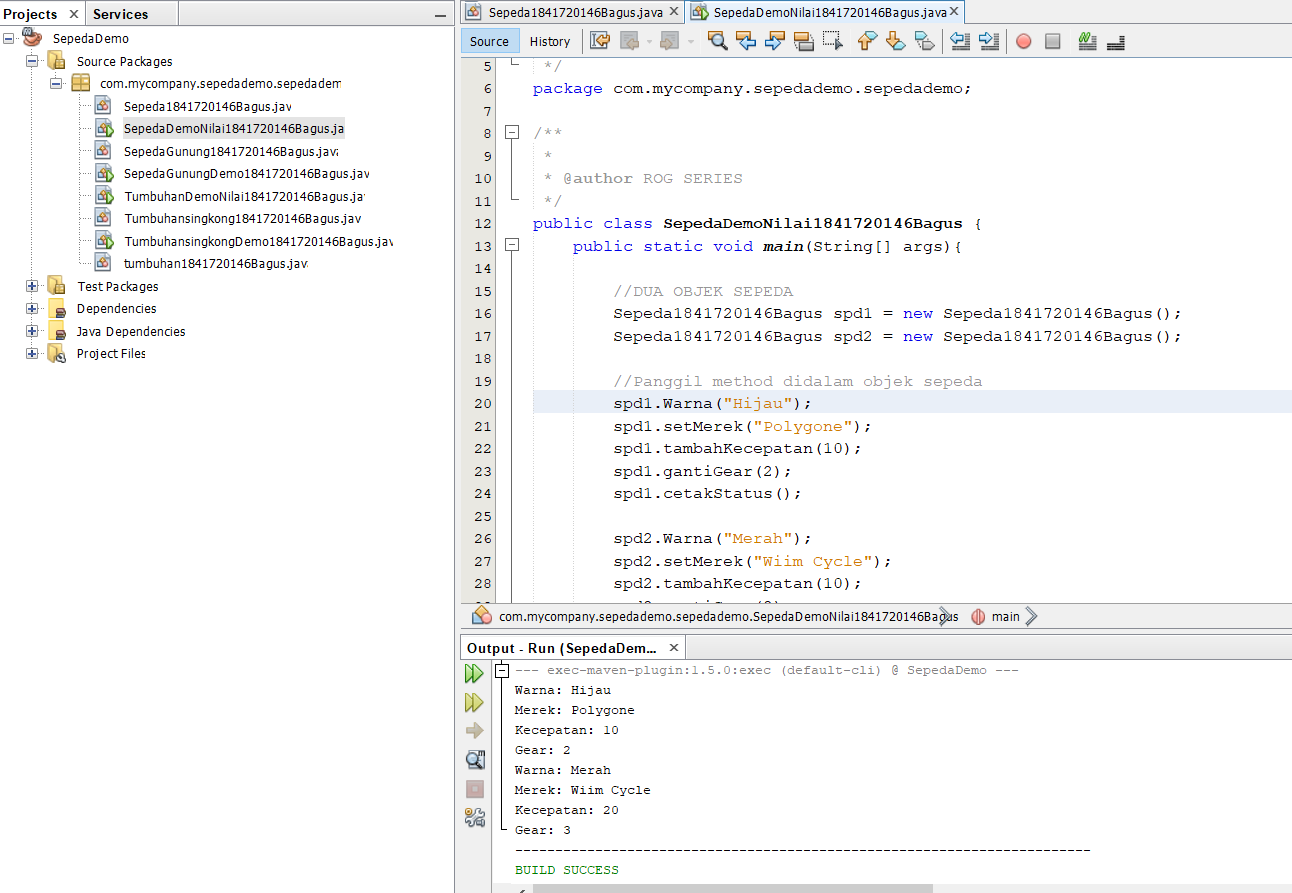 Projects
Services
SepedaDemo
Source Packages
com.mycompany.sepedademo.sepedadem
Sepeda1841720146Bagus.jav
SepedaDemoNilai1841720146Bagus.ja
SepedaGunung1841720146Bagus.java
SepedaGunungDemo1841720146Bagus.jav
TumbuhanDemoNilai1841720146Bagus.ja
Tumbuhansingkong1841720146Bagus.jav
TumbuhansingkongDemo1841720146Bagus.jav
tumbuhan1841720146Bagus.jav
Test Packages
Dependencies
Java Dependencies
Project Files
Sepeda1841720146Bagus.java
SepedaDemoNilai1841720146Bagus.java
Source History
5 */
6 package com.mycompany.sepedademo.sepedademo;
7
8 /**
9 *
10 * @author ROG SERIES
11 */
12 public class SepedaDemoNilai1841720146Bagus {
13 public static void main(String[] args){
14
15 //DUA OBJEK SEPEDA
16 Sepeda1841720146Bagus spd1 = new Sepeda1841720146Bagus();
17 Sepeda1841720146Bagus spd2 = new Sepeda1841720146Bagus();
18
19 //Panggil method didalam objek sepeda
20 spd1.Warna("Hijau");
21 spd1.setMerek("Polygone");
22 spd1.tambahKecepatan(10);
23 spd1.gantiGear(2);
24 spd1.cetakStatus();
25
26 spd2.Warna("Merah");
27 spd2.setMerek("Wiim Cycle");
28 spd2.tambahKecepatan(10);
com.mycompany.sepedademo.sepedademo.SepedaDemoNilai1841720146Bagus main
Output - Run (SepedaDem...
--- exec-maven-plugin:1.5.0:exec (default-cli) @ SepedaDemo ---
Warna: Hijau
Merek: Polygone
Kecepatan: 10
Gear: 2
Warna: Merah
Merek: Wiim Cycle
Kecepatan: 20
Gear: 3
------------------------------------------------------------------------
BUILD SUCCESS